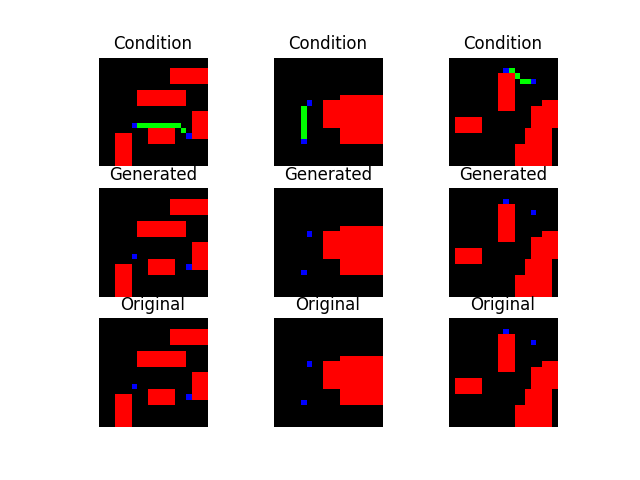 Condition Condition Condition
Generated Generated Generated
Original Original Original